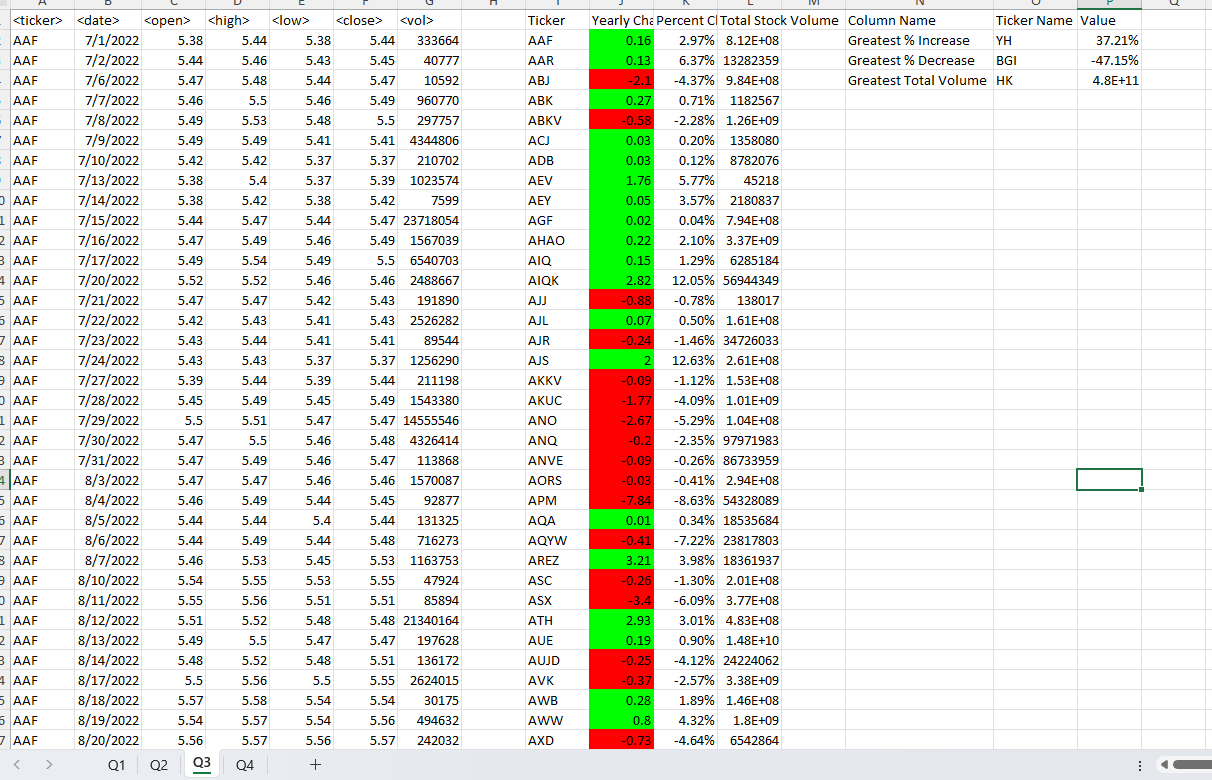 <ticker> <date> <open> <high> <low> <close> <vol> Ticker Yearly Cha Percent Cl Total Stock Volume Column Name Ticker Name Value
AAF 7/1/2022 5.38 5.44 5.38 5.44 333664 AAF 0.16 2.97% 8.12E+08 Greatest % Increase YH 37.21%
AAF 7/2/2022 5.44 5.46 5.43 5.45 40777 AAR 0.13 6.37% 13282359 Greatest % Decrease BGI -47.15%
AAF 7/6/2022 5.47 5.48 5.44 5.47 10592 ABJ -2.1 -4.37% 9.84E+08 Greatest Total Volume HK 4.8E+11
AAF 7/7/2022 5.46 5.5 5.46 5.49 960770 ABK 0.27 0.71% 1182567
AAF 7/8/2022 5.49 5.53 5.48 5.5 297757 ABKV -0.58 -2.28% 1.26E+09
AAF 7/9/2022 5.49 5.49 5.41 5.41 4344806 ACJ 0.03 0.20% 1358080
AAF 7/10/2022 5.42 5.42 5.37 5.37 210702 ADB 0.03 0.12% 8782076
AAF 7/13/2022 5.38 5.4 5.37 5.39 1023574 AEV 1.76 5.77% 45218
AAF 7/14/2022 5.38 5.42 5.38 5.42 7599 AEY 0.05 3.57% 2180837
AAF 7/15/2022 5.44 5.47 5.44 5.47 23718054 AGF 0.02 0.04% 7.94E+08
AAF 7/16/2022 5.47 5.49 5.46 5.49 1567039 AHAO 0.22 2.10% 3.37E+09
AAF 7/17/2022 5.49 5.54 5.49 5.5 6540703 AIQ 0.15 1.29% 6285184
AAF 7/20/2022 5.52 5.52 5.46 5.46 2488667 AIQK 2.82 12.05% 56944349
AAF 7/21/2022 5.47 5.47 5.42 5.43 191890 AJJ -0.88 -0.78% 138017
AAF 7/22/2022 5.42 5.43 5.41 5.43 2526282 AJL 0.07 0.50% 1.61E+08
AAF 7/23/2022 5.43 5.44 5.41 5.41 89544 AJR -0.24 -1.46% 34726033
AAF 7/24/2022 5.43 5.43 5.37 5.37 1256290 AJS 2 12.63% 2.61E+08
AAF 7/27/2022 5.39 5.44 5.39 5.44 211198 AKKV -0.09 -1.12% 1.53E+08
AAF 7/28/2022 5.45 5.49 5.45 5.49 1543380 AKUC -1.77 -4.09% 1.01E+09
AAF 7/29/2022 5.5 5.51 5.47 5.47 14555546 ANO -2.67 -5.29% 1.04E+08
AAF 7/30/2022 5.47 5.5 5.46 5.48 4326414 ANQ -0.2 -2.35% 97971983
AAF 7/31/2022 5.47 5.49 5.46 5.47 113868 ANVE -0.09 -0.26% 86733959
AAF 8/3/2022 5.47 5.47 5.46 5.46 1570087 AORS -0.03 -0.41% 2.94E+08
AAF 8/4/2022 5.46 5.49 5.44 5.45 92877 APM -7.84 -8.63% 54328089
AAF 8/5/2022 5.44 5.44 5.4 5.44 131325 AQA 0.01 0.34% 18535684
AAF 8/6/2022 5.44 5.49 5.44 5.48 716273 AQYW -0.41 -7.22% 23817803
AAF 8/7/2022 5.46 5.53 5.45 5.53 1163753 AREZ 3.21 3.98% 18361937
AAF 8/10/2022 5.54 5.55 5.53 5.55 47924 ASC -0.26 -1.30% 2.01E+08
AAF 8/11/2022 5.55 5.56 5.51 5.51 85894 ASX -3.4 -6.09% 3.77E+08
AAF 8/12/2022 5.51 5.52 5.48 5.48 21340164 ATH 2.93 3.01% 4.83E+08
AAF 8/13/2022 5.49 5.5 5.47 5.47 197628 AUE 0.19 0.90% 1.48E+10
AAF 8/14/2022 5.48 5.52 5.48 5.51 136172 AUJD -0.25 -4.12% 24224062
AAF 8/17/2022 5.5 5.56 5.5 5.55 2624015 AVK -0.37 -2.57% 3.38E+09
AAF 8/18/2022 5.57 5.58 5.54 5.54 30175 AWB 0.28 1.89% 1.46E+08
AAF 8/19/2022 5.54 5.57 5.54 5.56 494632 AWW 0.8 4.32% 1.8E+09
AAF 8/20/2022 5.56 5.57 5.56 5.57 242032 AXD -0.73 -4.64% 6542864
Q1 Q2 Q3 Q4